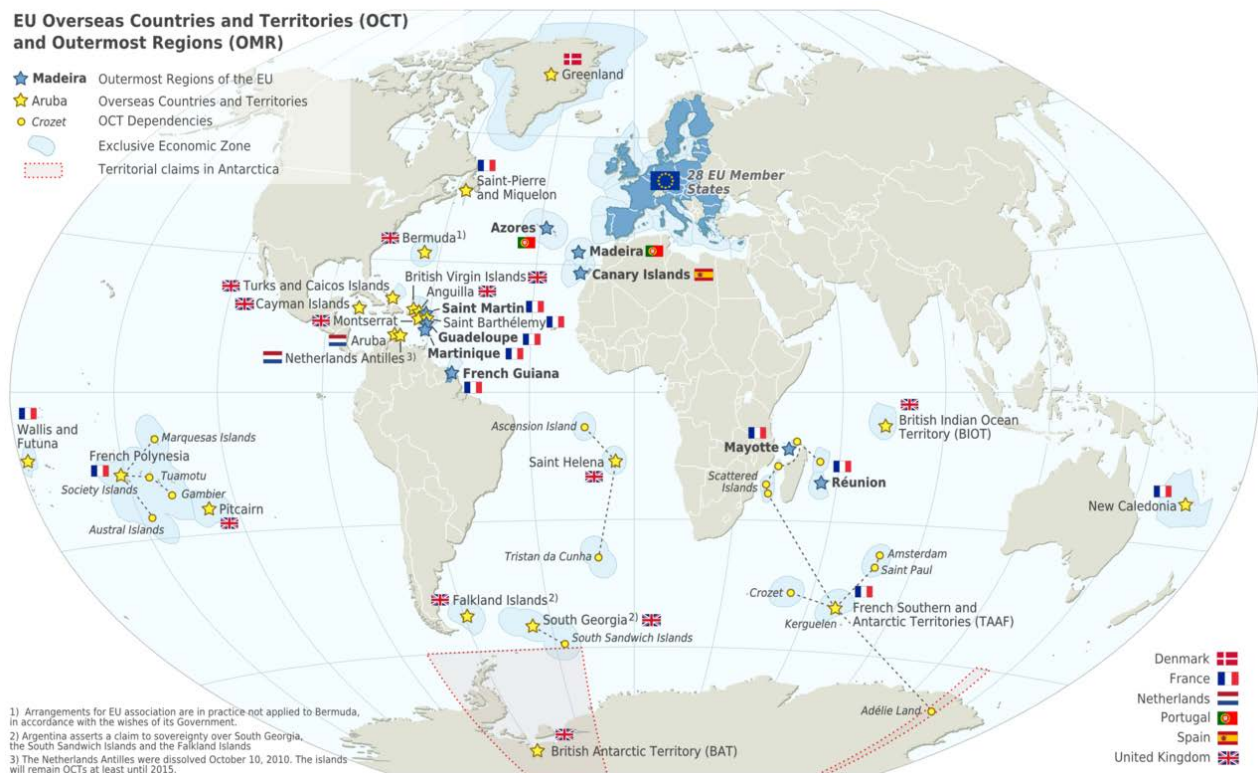 EU Overseas Countries and Territories (OCT)
and Outermost Regions (OMR)
Madeira Outermost Regions of the EU
Aruba Overseas Countries and Territories
Crozet OCT Dependencies
Exclusive Economic Zone
Territorial claims in Antarctica
Greenland
28 EU Member
States
Saint-Pierre
and Miquelon
Azores
Bermuda1)
Madeira
Canary Islands
British Virgin Islands
Turks and Caicos Islands
Anguilla
Cayman Islands
Saint Martin
Montserrat
Saint Barthélemy
Aruba
Guadeloupe
Netherlands Antilles3)
Martinique
French Guiana
Wallis and
Futuna
Marquesas Islands
French Polynesia
Tuamotu
Society Islands
Gambier
Pitcairn
Austral Islands
Ascension Island
Saint Helena
Tristan da Cunha
British Indian Ocean
Territory (BIOT)
Mayotte
Scattered
Islands
Réunion
New Caledonia
Amsterdam
Saint Paul
Crozet
Kerguelen
French Southern and
Antarctic Territories (TAAF)
Falkland Islands2)
South Georgia2)
South Sandwich Islands
Adélie Land
British Antarctic Territory (BAT)
Denmark
France
Netherlands
Portugal
Spain
United Kingdom
1) Arrangements for EU association are in practice not applied to Bermuda,
in accordance with the wishes of its Government.
2) Argentina asserts a claim to sovereignty over South Georgia,
the South Sandwich Islands and the Falkland Islands
3) The Netherlands Antilles were dissolved October 10, 2010. The islands
will remain OCTs at least until 2015.